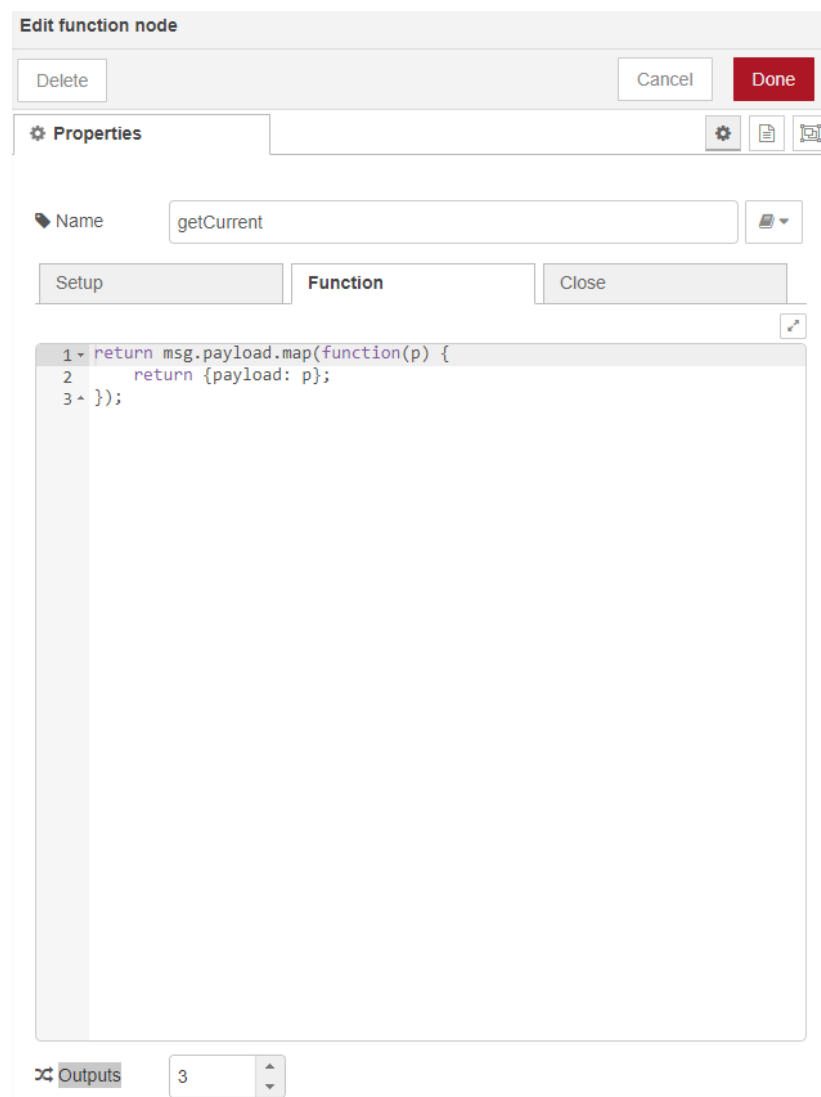 Edit function node
Delete Cancel Done
Properties
Name getCurrent
Setup Function Close
1 return msg.payload.map(function(p) {
2     return {payload: p};
3 });
Outputs 3